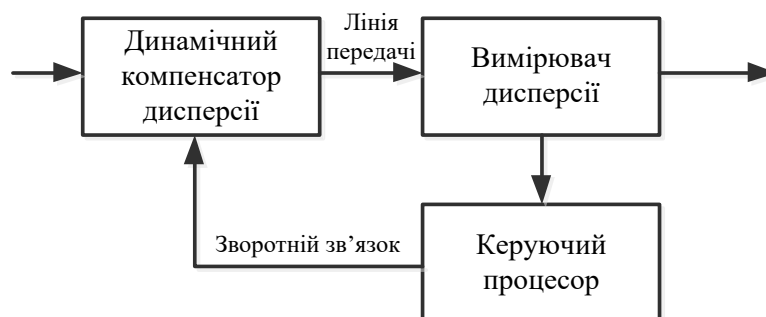 Динамічний
компенсатор
дисперсії
Лінія
передачі
Вимірювач
дисперсії
Зворотній зв’язок
Керуючий
процесор